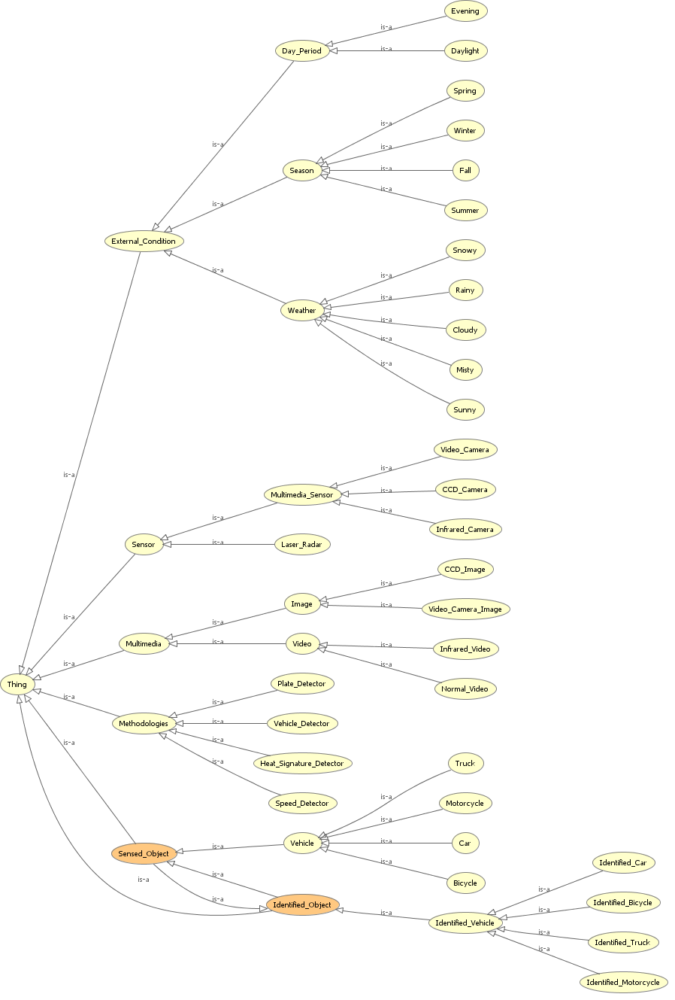 Evening
is-a
Day_Period
is-a
Daylight
Spring
is-a
Winter
is-a
is-a
Season
is-a
Fall
is-a
is-a
Summer
External_Condition
Snowy
is-a
is-a
Rainy
is-a
Weather
is-a
Cloudy
is-a
Misty
is-a
Sunny
Video_Camera
is-a
is-a
CCD_Camera
is-a
Multimedia_Sensor
is-a
is-a
Infrared_Camera
Sensor
is-a
Laser_Radar
CCD_Image
is-a
Image
is-a
Video_Camera_Image
is-a
is-a
Multimedia
is-a
Video
is-a
Infrared_Video
is-a
is-a
Thing
Plate_Detector
Normal_Video
is-a
is-a
Methodologies
Vehicle_Detector
is-a
is-a
Heat_Signature_Detector
is-a
Truck
Speed_Detector
is-a
Motorcycle
is-a
Vehicle
is-a
Car
is-a
Sensed_Object
is-a
Identified_Car
is-a
is-a
Bicycle
is-a
is-a
Identified_Object
Identified_Bicycle
is-a
is-a
Identified_Vehicle
is-a
Identified_Truck
is-a
Identified_Motorcycle